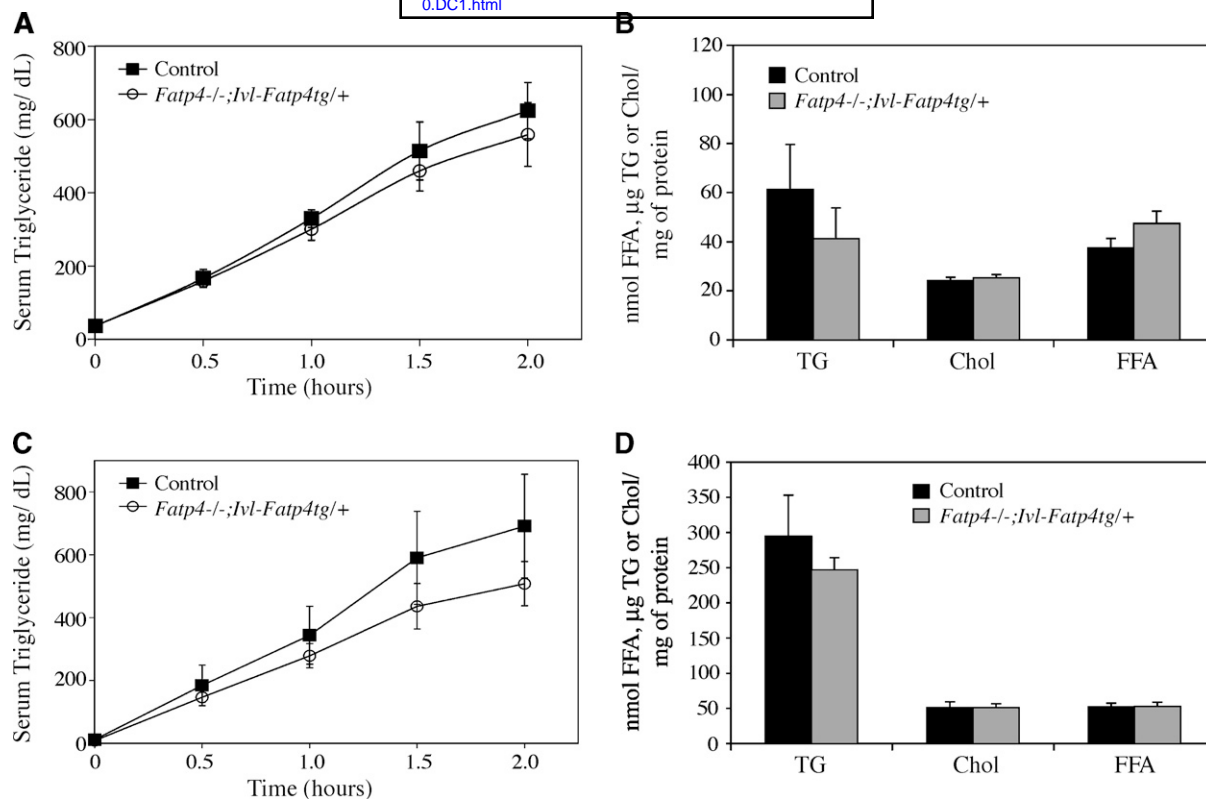 0.DC1.html
A
800
600
400
200
0
Serum Triglyceride (mg/ dL)
Control
Fatp4-/-;Ivl-Fatp4tg/+
0 0.5 1.0 1.5 2.0
Time (hours)
B
120
100
80
60
40
20
0
nmol FFA, µg TG or Chol/
mg of protein
Control
Fatp4-/-;Ivl-Fatp4tg/+
TG Chol FFA
C
800
600
400
200
0
Serum Triglyceride (mg/ dL)
Control
Fatp4-/-;Ivl-Fatp4tg/+
0 0.5 1.0 1.5 2.0
Time (hours)
D
400
350
300
250
200
150
100
50
0
nmol FFA, µg TG or Chol/
mg of protein
Control
Fatp4-/-;Ivl-Fatp4tg/+
TG Chol FFA